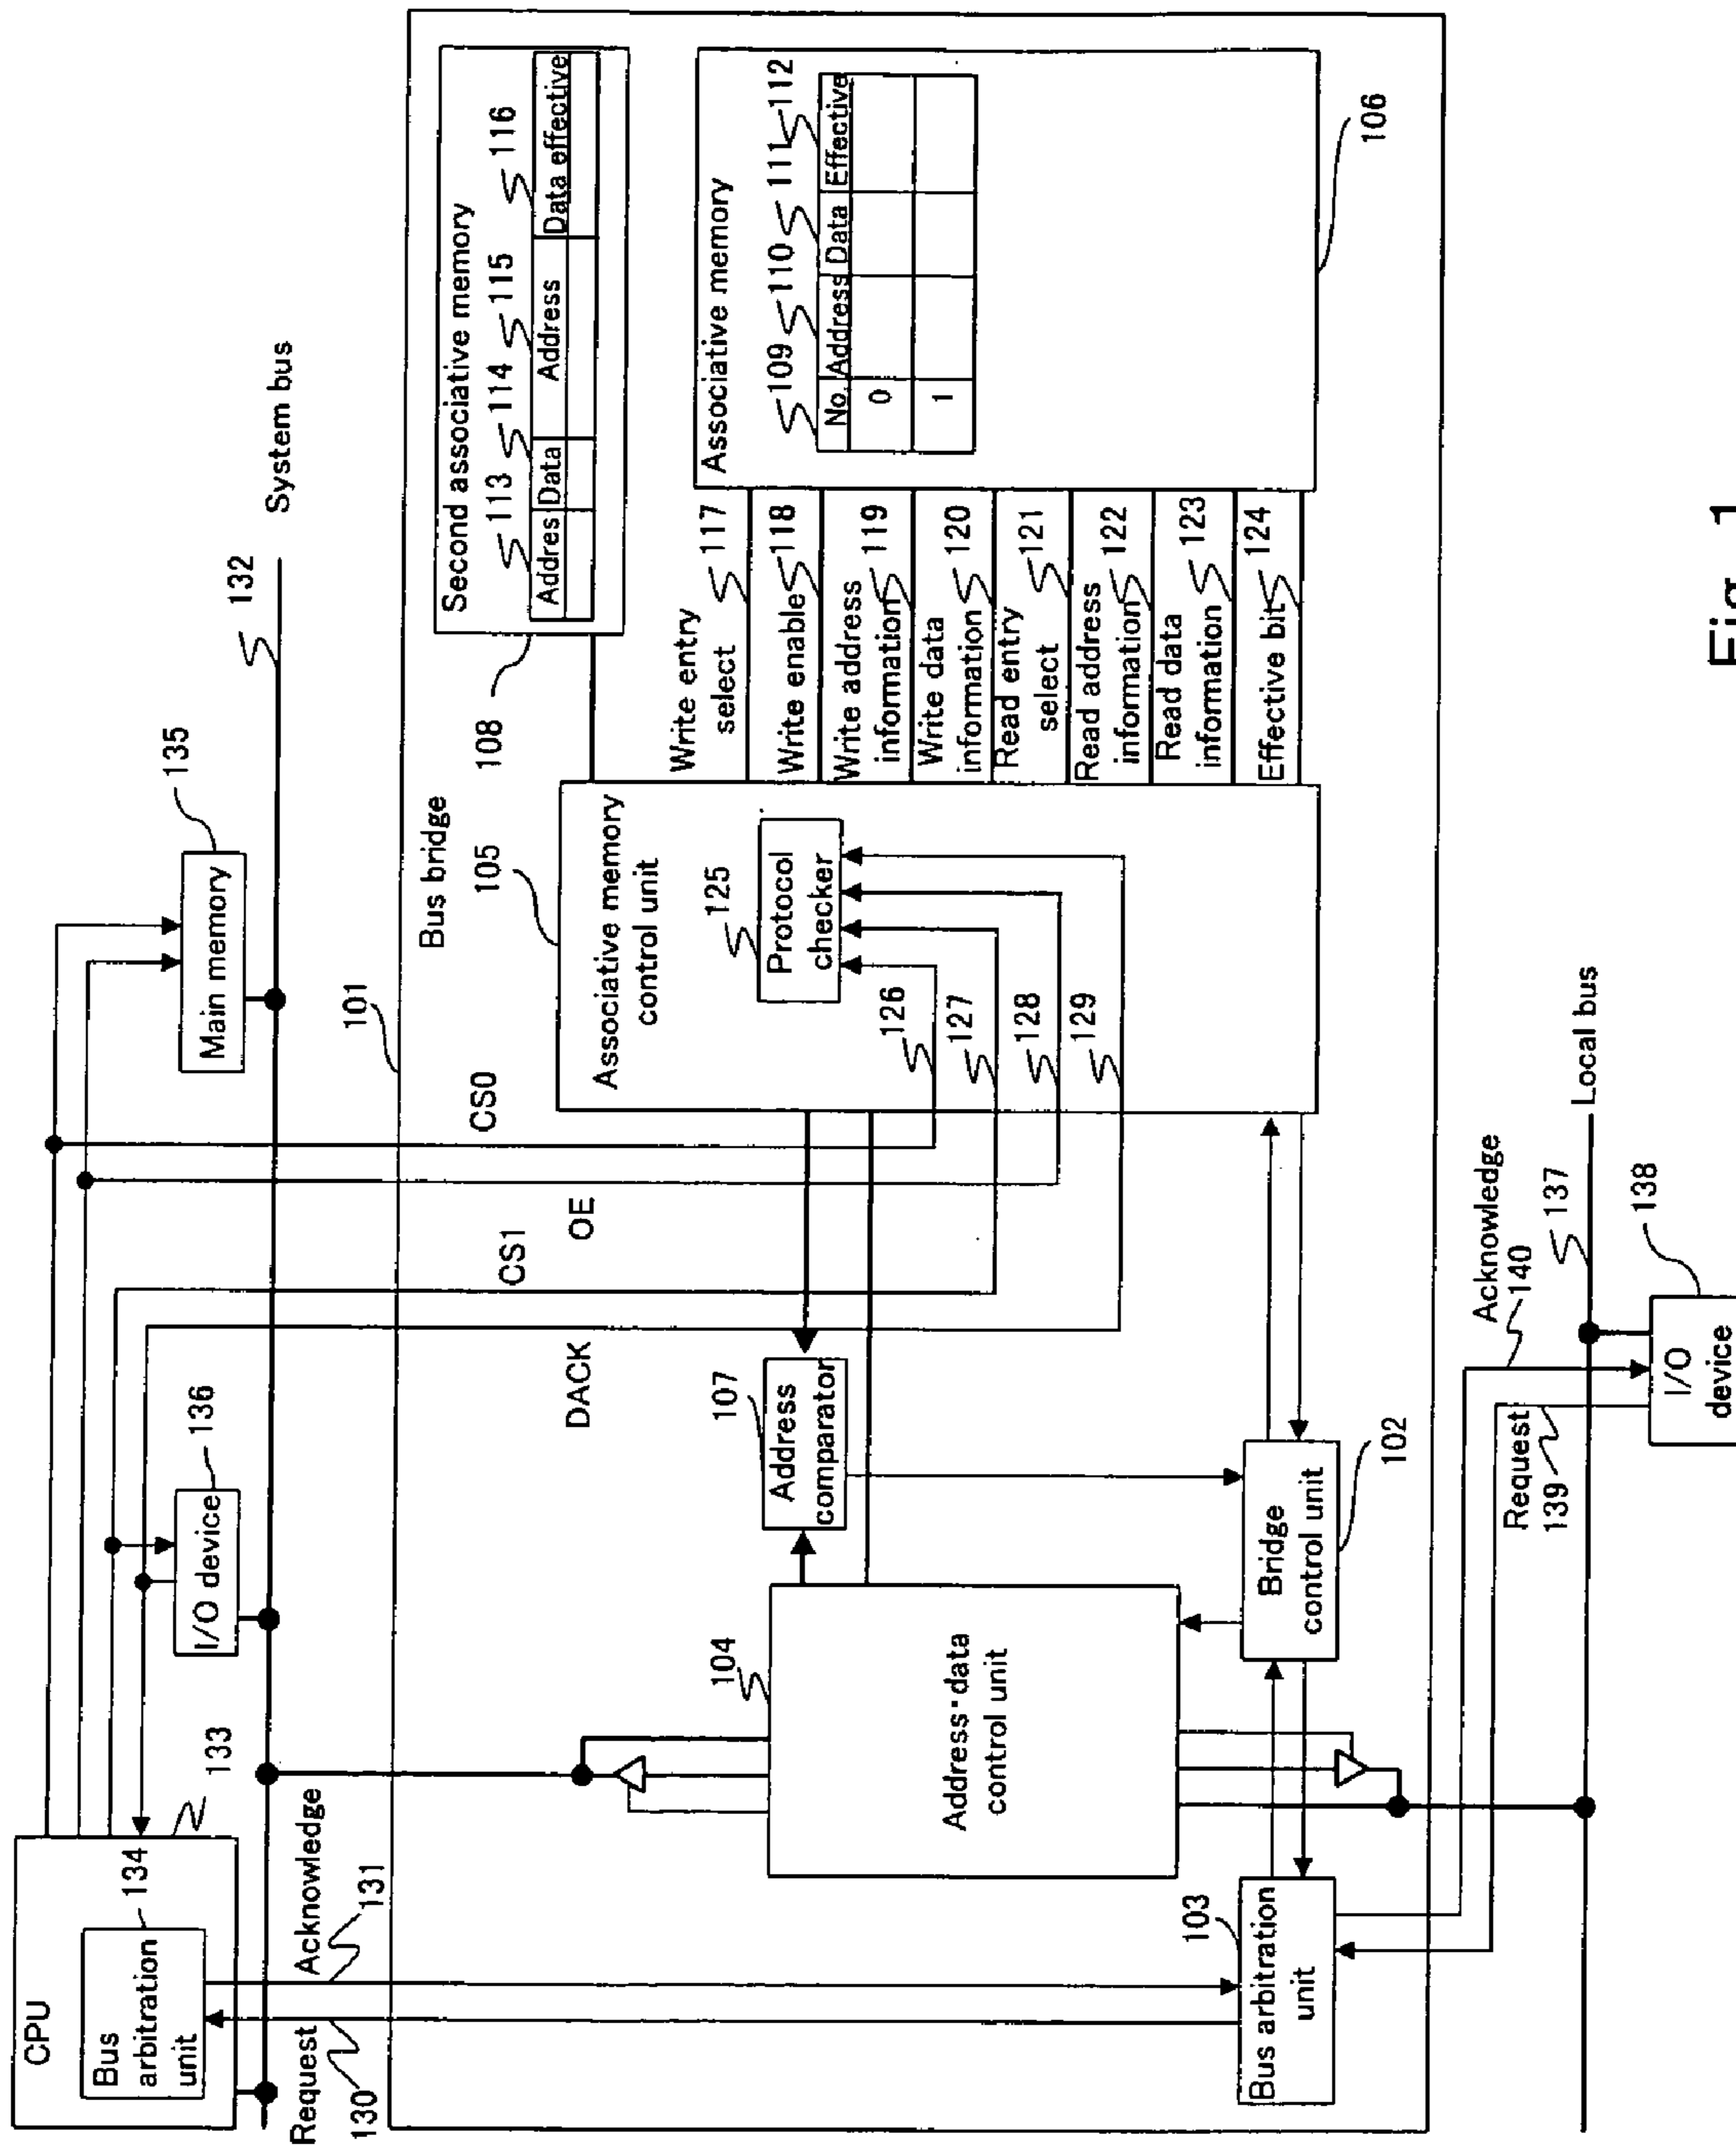 CPU
Bus
arbitration
unit
134
133
I/O device
136
Main memory
135
132
System bus
Request
130
Acknowledge
131
101
Bus bridge
DACK
CS1
OE
CS0
104
Address·data
control unit
107
Address
comparator
105
Associative memory
control unit
125
Protocol
checker
126
127
128
129
108
Second associative memory
113
114
115
116
Addres
Data
Address
Data effective
Write entry
select
117
Write enable
118
Write address
information
119
Write data
information
120
Read entry
select
121
Read address
information
122
Read data
information
123
Effective bit
124
Associative memory
109
110
111
112
No.
Address
Data
Effective
0
1
106
103
Bus arbitration
unit
Bridge
control unit
102
Request
139
Acknowledge
140
137
Local bus
138
I/O
device
Fig. 1